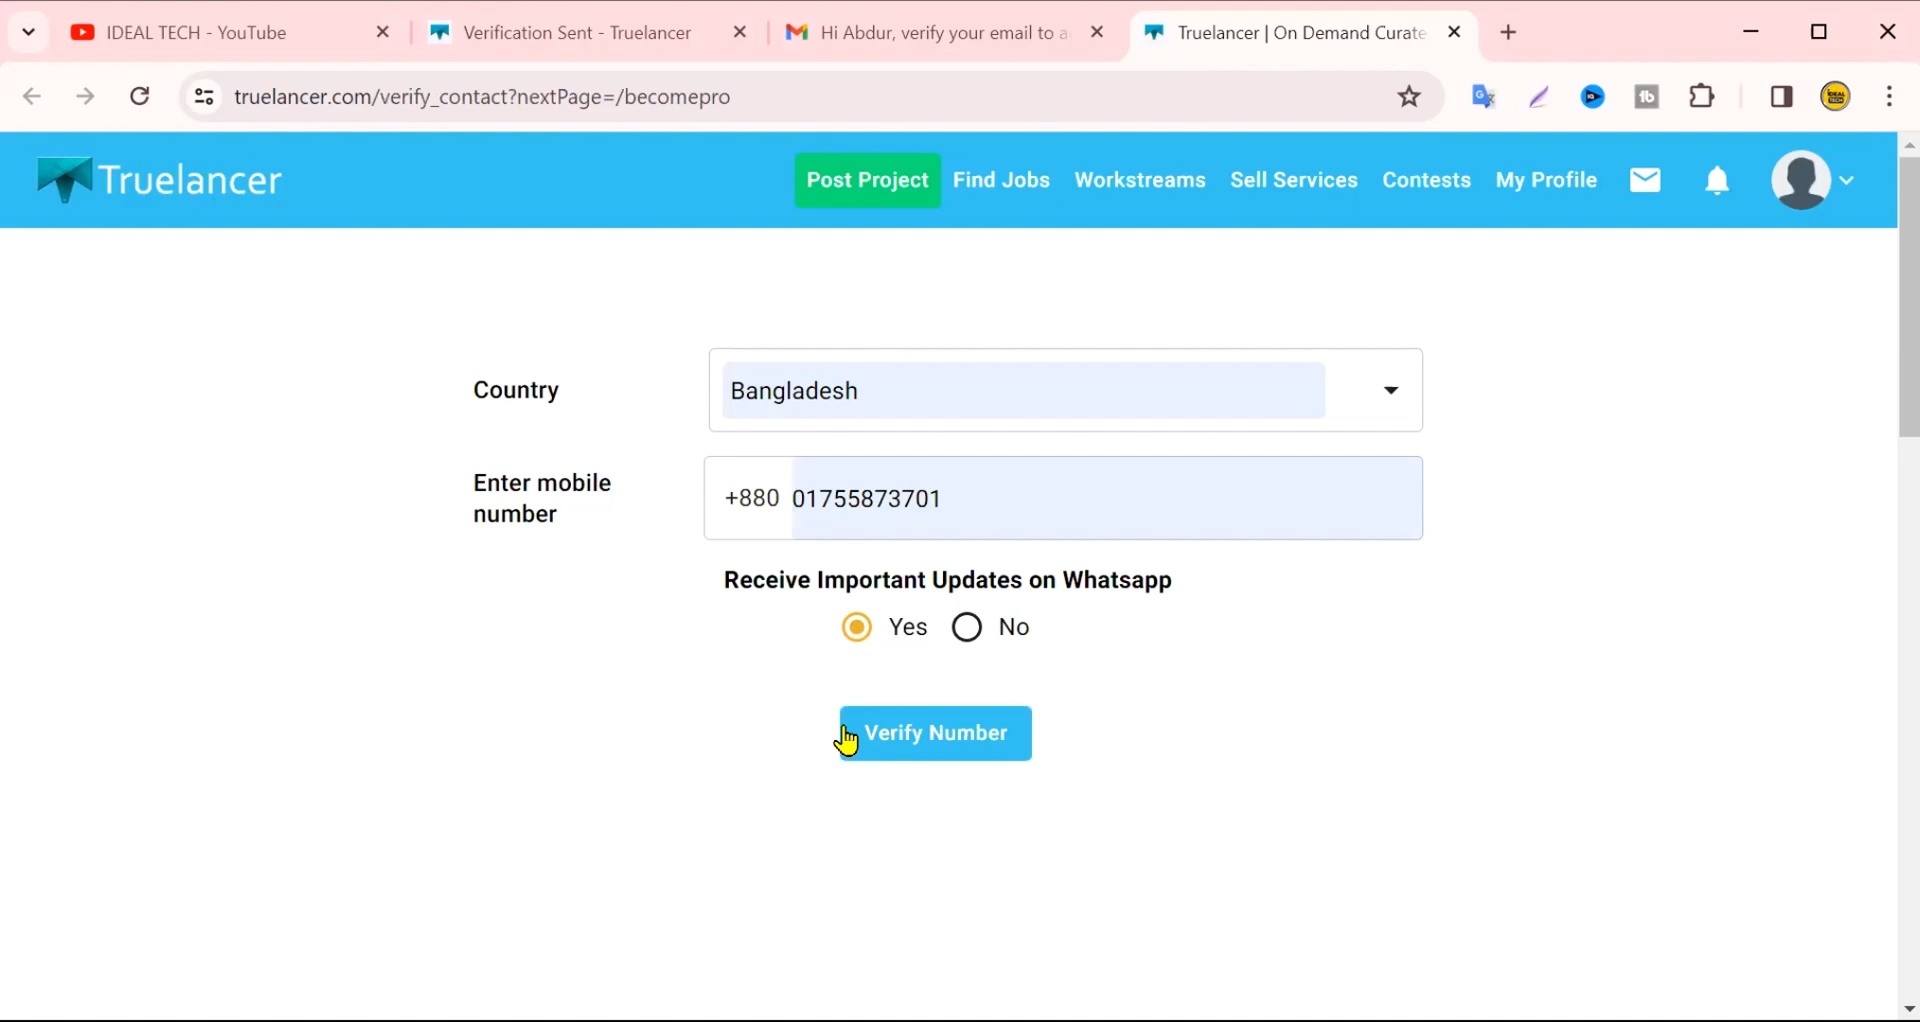 IDEAL TECH - YouTube
Verification Sent - Truelancer
Hi Abdur, verify your email to a
Truelancer | On Demand Curate
truelancer.com/verify_contact?nextPage=/becomepro
Truelancer
Post Project
Find Jobs
Workstreams
Sell Services
Contests
My Profile
Country
Bangladesh
Enter mobile
number
+880 01755873701
Receive Important Updates on Whatsapp
Yes
No
Verify Number